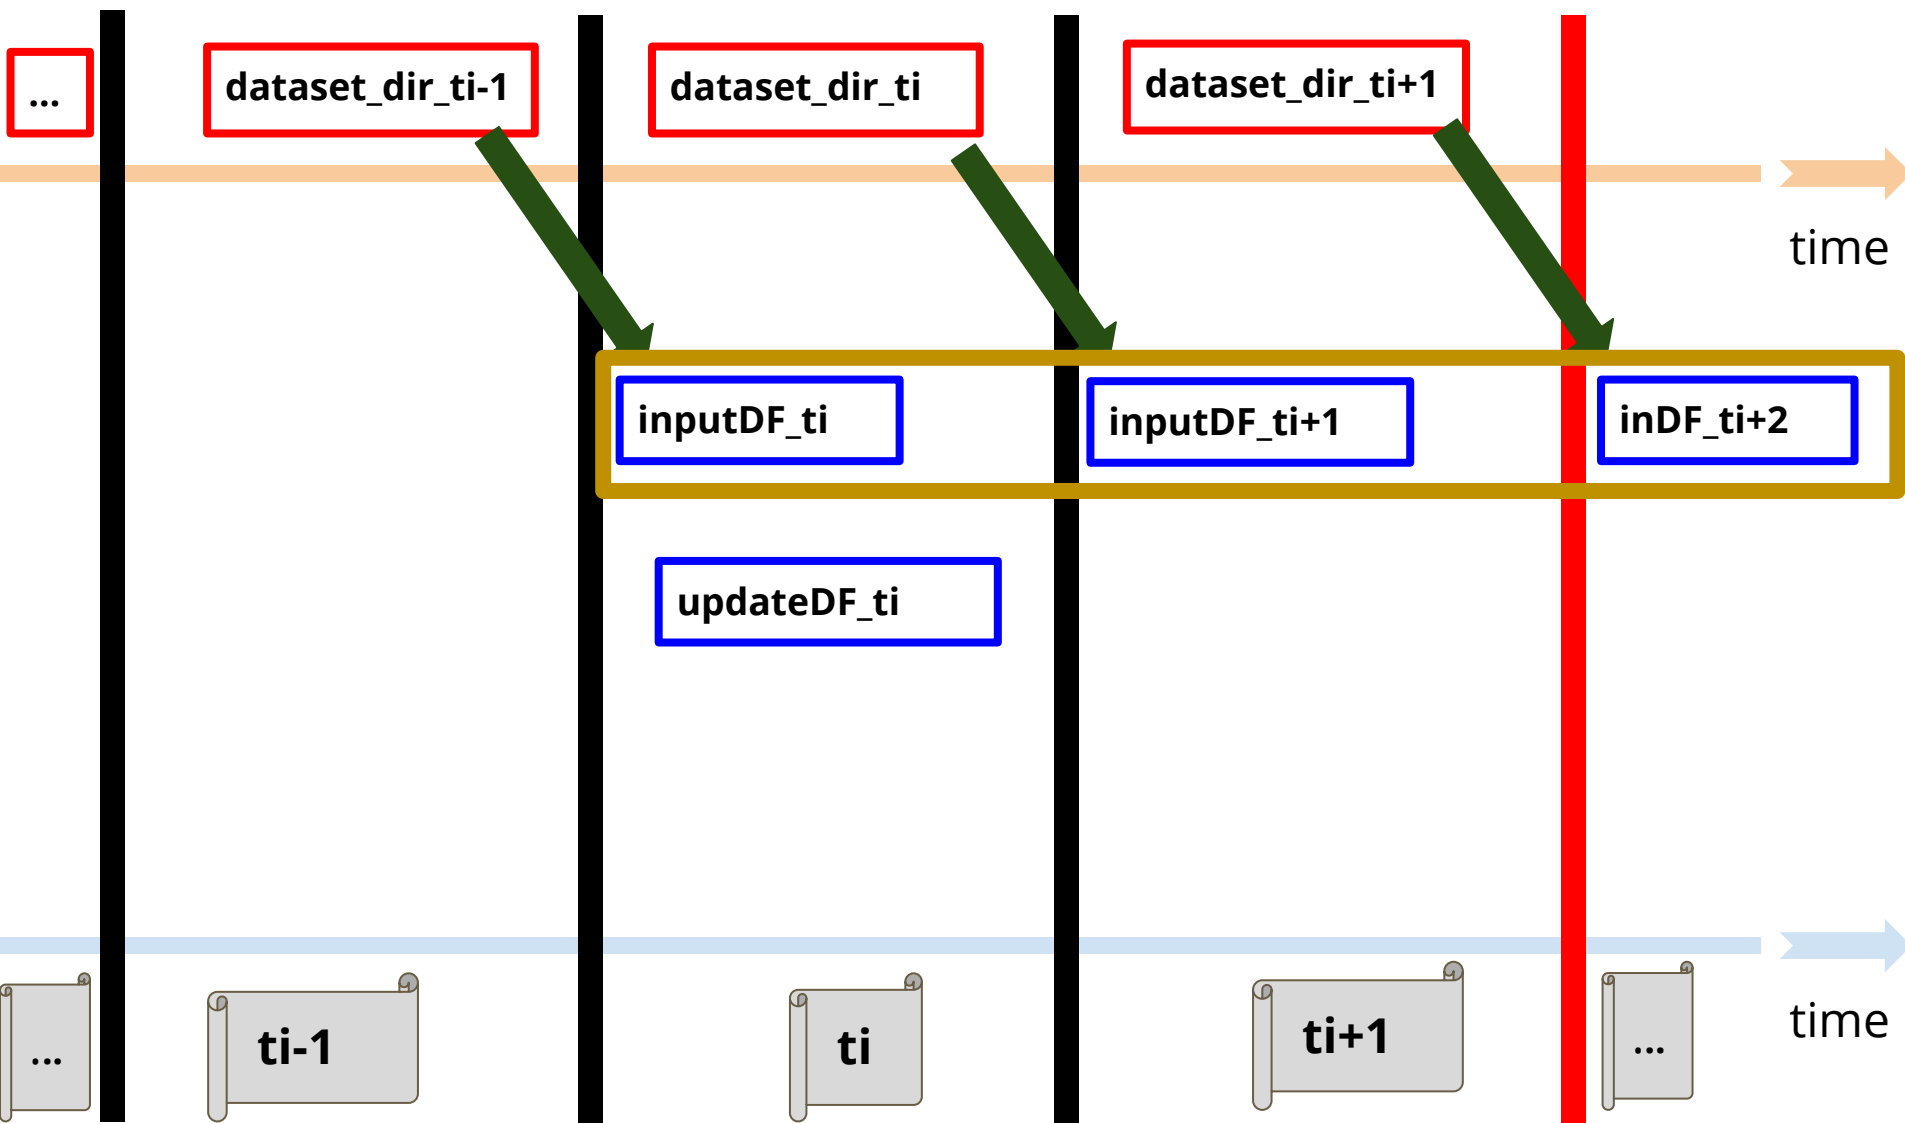 ...
dataset_dir_ti-1
dataset_dir_ti
dataset_dir_ti+1
time
inputDF_ti
inputDF_ti+1
inDF_ti+2
updateDF_ti
...
ti-1
ti
ti+1
...
time